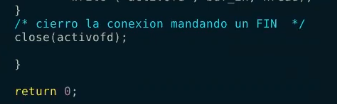 }
/* cierro la conexion mandando un FIN  */
close(activofd);
}
return 0;